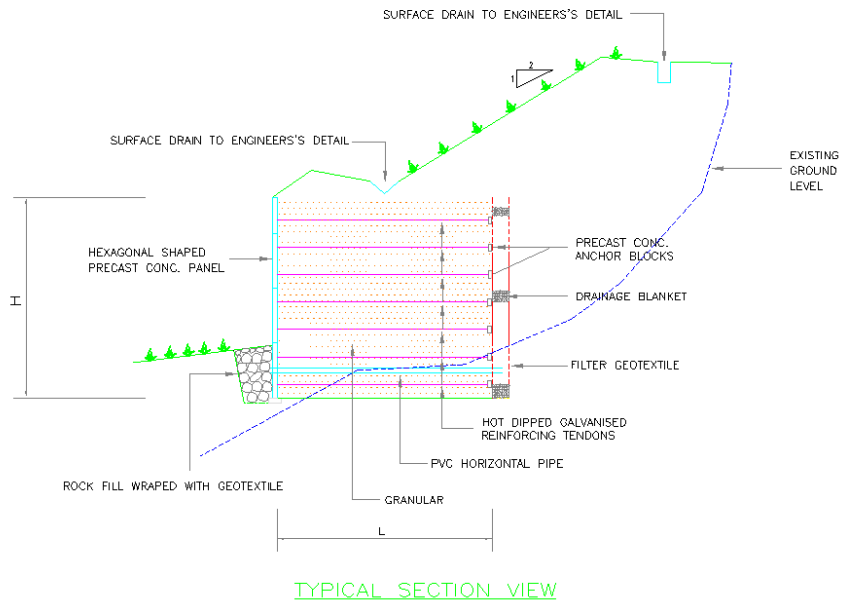 SURFACE DRAIN TO ENGINEERS'S DETAIL
2
1
SURFACE DRAIN TO ENGINEERS'S DETAIL
EXISTING
GROUND
LEVEL
HEXAGONAL SHAPED
PRECAST CONC. PANEL
PRECAST CONC.
ANCHOR BLOCKS
H
DRAINAGE BLANKET
FILTER GEOTEXTILE
HOT DIPPED GALVANISED
REINFORCING TENDONS
PVC HORIZONTAL PIPE
ROCK FILL WRAPED WITH GEOTEXTILE
GRANULAR
L
TYPICAL SECTION VIEW